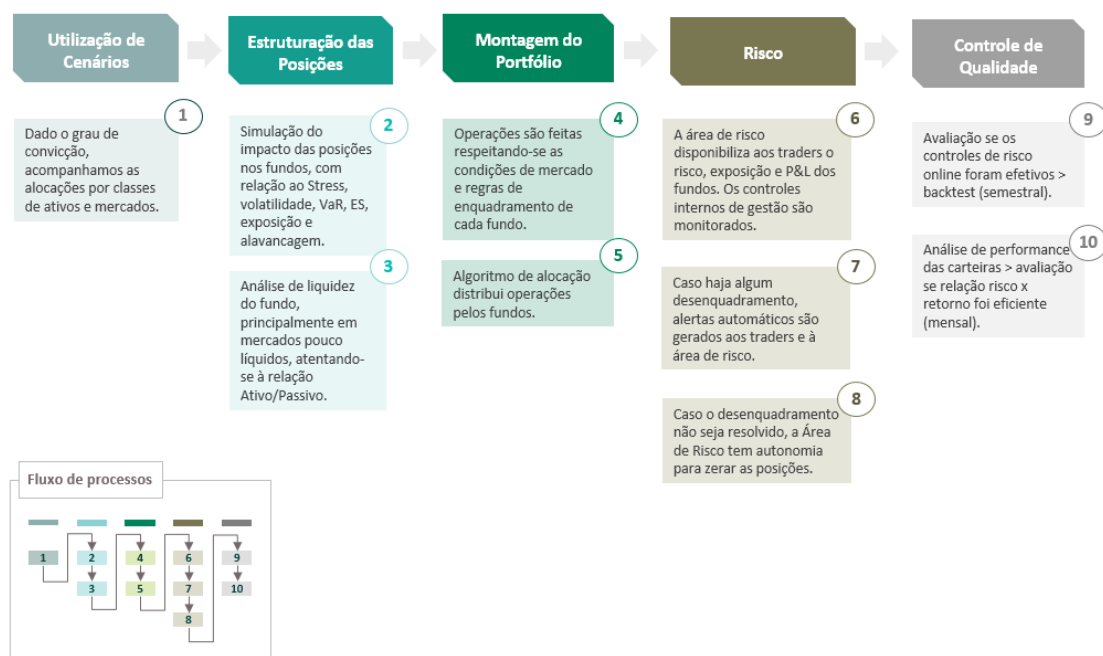 Utilização de
Cenários
Estruturação das
Posições
Montagem do
Portfólio
Risco
Controle de
Qualidade
1
Dado o grau de
convicção,
acompanhamos as
alocações por classes
de ativos e mercados.
2
Simulação do
impacto das posições
nos fundos, com
relação ao Stress,
volatilidade, VaR, ES,
exposição e
alavancagem.
3
Análise de liquidez
do fundo,
principalmente em
mercados pouco
líquidos, atentando-
se à relação
Ativo/Passivo.
4
Operações são feitas
respeitando-se as
condições de mercado
e regras de
enquadramento de
cada fundo.
5
Algoritmo de alocação
distribui operações
pelos fundos.
6
A área de risco
disponibiliza aos traders o
risco, exposição e P&L dos
fundos. Os controles
internos de gestão são
monitorados.
7
Caso haja algum
desenquadramento,
alertas automáticos são
gerados aos traders e à
área de risco.
8
Caso o desenquadramento
não seja resolvido, a Área
de Risco tem autonomia
para zerar as posições.
9
Avaliação se os
controles de risco
online foram efetivos >
backtest (semestral).
10
Análise de performance
das carteiras > avaliação
se relação risco x
retorno foi eficiente
(mensal).
Fluxo de processos
1
2
3
4
5
6
7
8
9
10